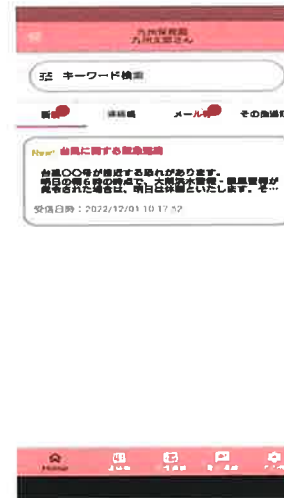 九州保育園
九州太郎さん
キーワード検索
新着
連絡帳
メール
その他通知
New! 台風に関する緊急連絡
台風〇〇号が接近する恐れがあります。
明日の朝6時の時点で、大雨洪水警報・暴風警報が
発令された場合は、明日は休園といたします。そ…
受信日時：2022/12/01 10:17:52
Home